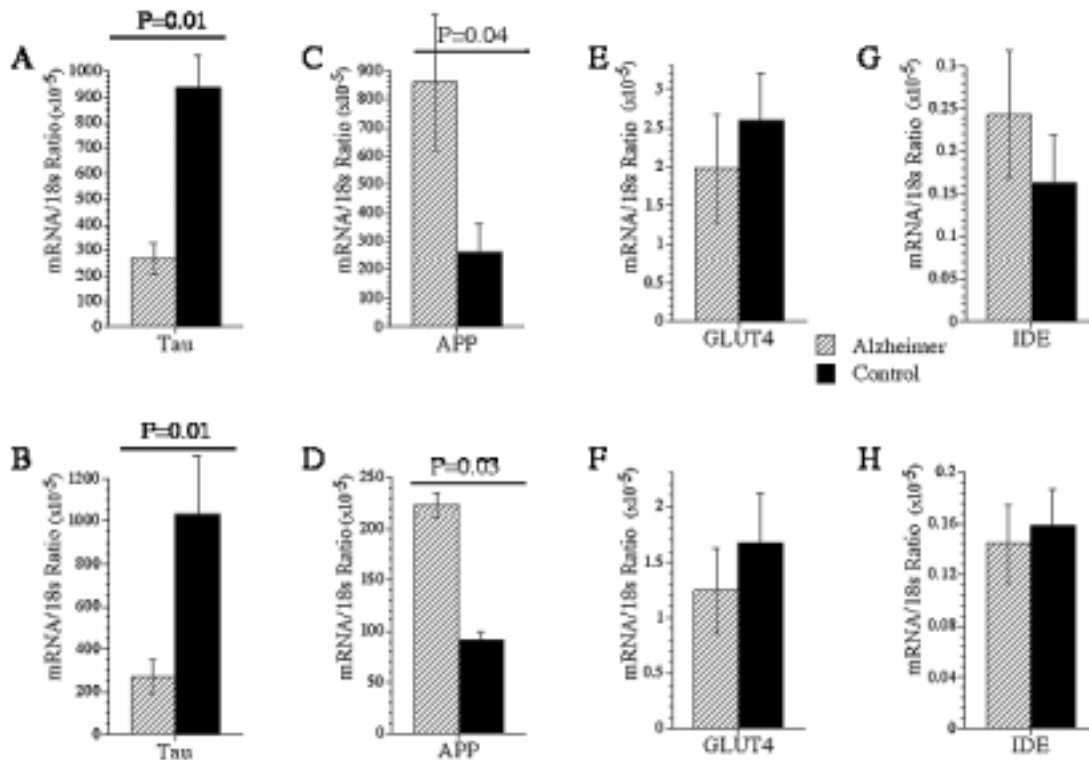 P=0.01
A
mRNA/18s Ratio (x10-5)
1000
900
800
700
600
500
400
300
200
100
0
Tau
P=0.04
C
mRNA/18s Ratio (x10-5)
900
800
700
600
500
400
300
200
100
0
APP
E
mRNA/18s Ratio (x10-5)
3
2.5
2
1.5
1
0.5
0
GLUT4
G
mRNA/18s Ratio (x10-5)
0.3
0.25
0.2
0.15
0.1
0.05
0
IDE
Alzheimer
Control
P=0.01
B
mRNA/18s Ratio (x10-5)
1200
1000
800
600
400
200
0
Tau
P=0.03
D
mRNA/18s Ratio (x10-5)
250
200
150
100
50
0
APP
F
mRNA/18s Ratio (x10-5)
2
1.5
1
0.5
0
GLUT4
H
mRNA/18s Ratio (x10-5)
0.2
0.16
0.12
0.08
0.04
0
IDE